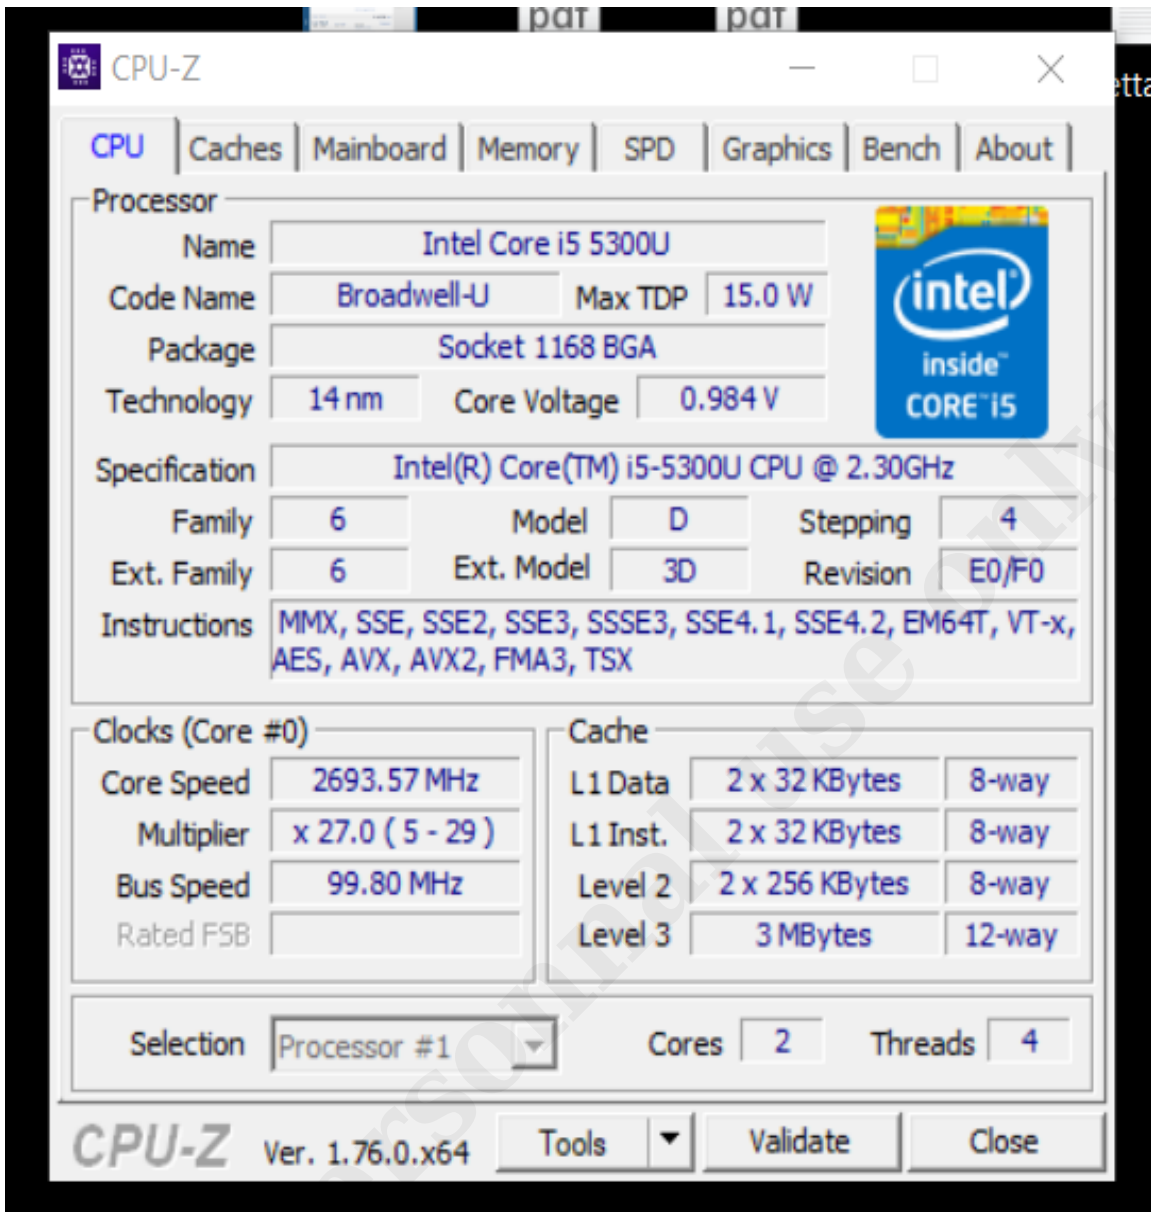 pdf pdf
CPU-Z
etta
CPU Caches Mainboard Memory SPD Graphics Bench About
Processor
Name Intel Core i5 5300U
Code Name Broadwell-U Max TDP 15.0 W
Package Socket 1168 BGA
Technology 14 nm Core Voltage 0.984 V
intel
inside™
CORE™ i5
Specification Intel(R) Core(TM) i5-5300U CPU @ 2.30GHz
Family 6 Model D Stepping 4
Ext. Family 6 Ext. Model 3D Revision E0/F0
Instructions MMX, SSE, SSE2, SSE3, SSSE3, SSE4.1, SSE4.2, EM64T, VT-x,
AES, AVX, AVX2, FMA3, TSX
Clocks (Core #0)
Core Speed 2693.57 MHz
Multiplier x 27.0 ( 5 - 29 )
Bus Speed 99.80 MHz
Rated FSB
Cache
L1 Data 2 x 32 KBytes 8-way
L1 Inst. 2 x 32 KBytes 8-way
Level 2 2 x 256 KBytes 8-way
Level 3 3 MBytes 12-way
Selection Processor #1 Cores 2 Threads 4
CPU-Z Ver. 1.76.0.x64 Tools Validate Close
ersonal use only